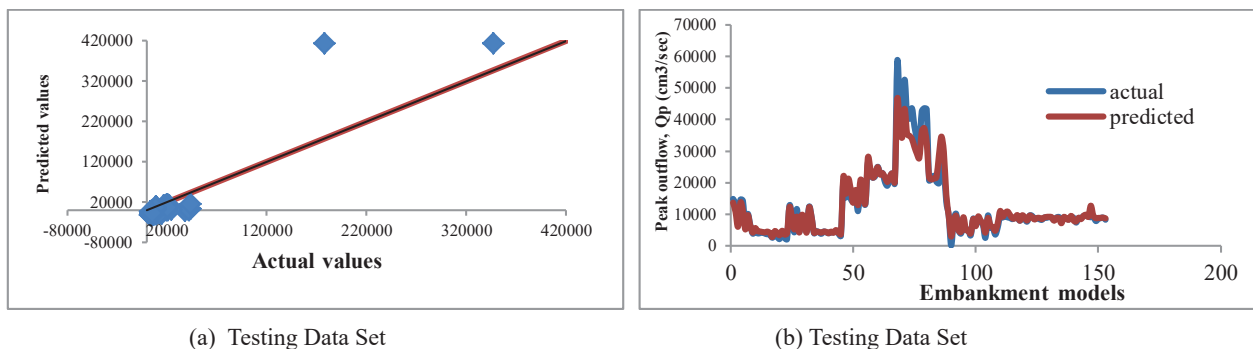 420000
320000
220000
120000
20000
-80000
Predicted values
-80000 20000 120000 220000 320000 420000
Actual values
70000
60000
50000
40000
30000
20000
10000
0
Peak outflow, Qp (cm3/sec)
actual
predicted
0 50 100 150 200
Embankment models
(a) Testing Data Set
(b) Testing Data Set